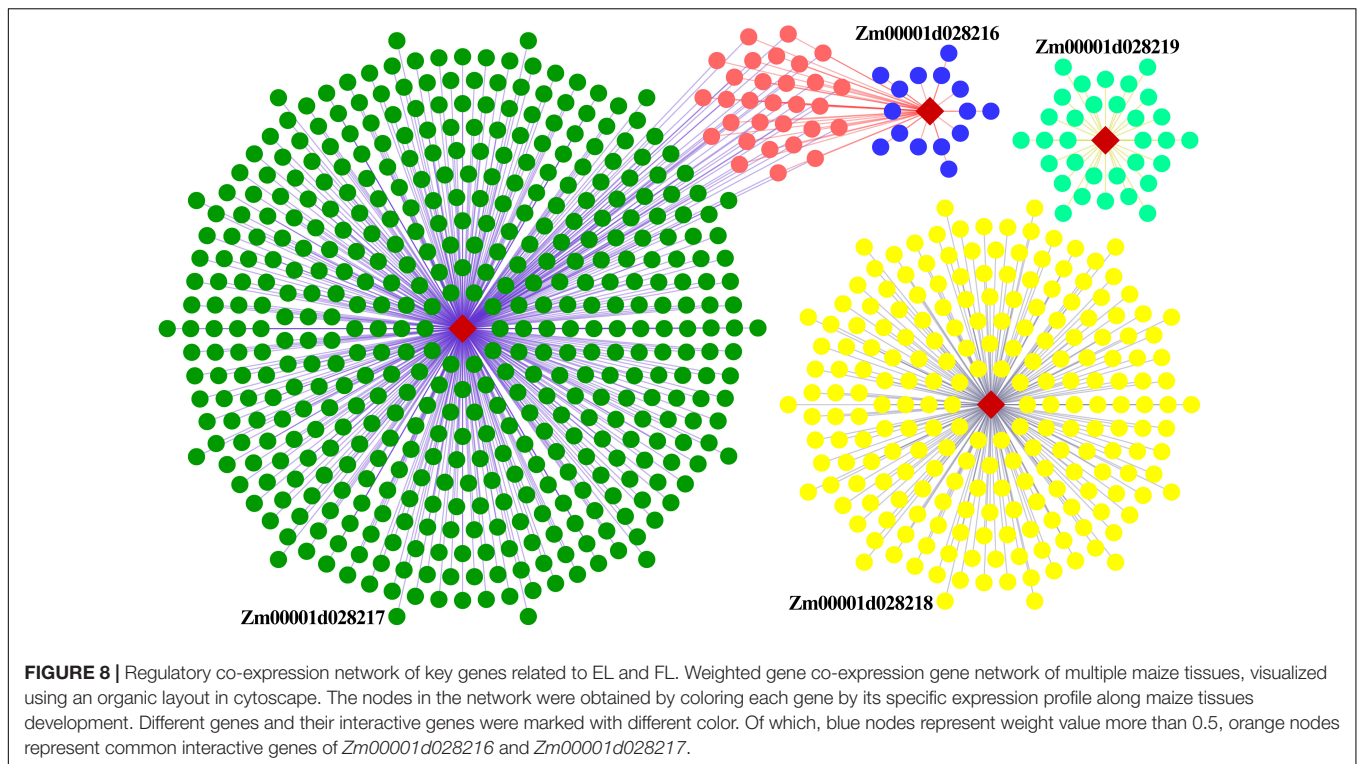 Zm00001d028216
Zm00001d028219
Zm00001d028217
Zm00001d028218
FIGURE 8 | Regulatory co-expression network of key genes related to EL and FL. Weighted gene co-expression gene network of multiple maize tissues, visualized
using an organic layout in cytoscape. The nodes in the network were obtained by coloring each gene by its specific expression profile along maize tissues
development. Different genes and their interactive genes were marked with different color. Of which, blue nodes represent weight value more than 0.5, orange nodes
represent common interactive genes of Zm00001d028216 and Zm00001d028217.